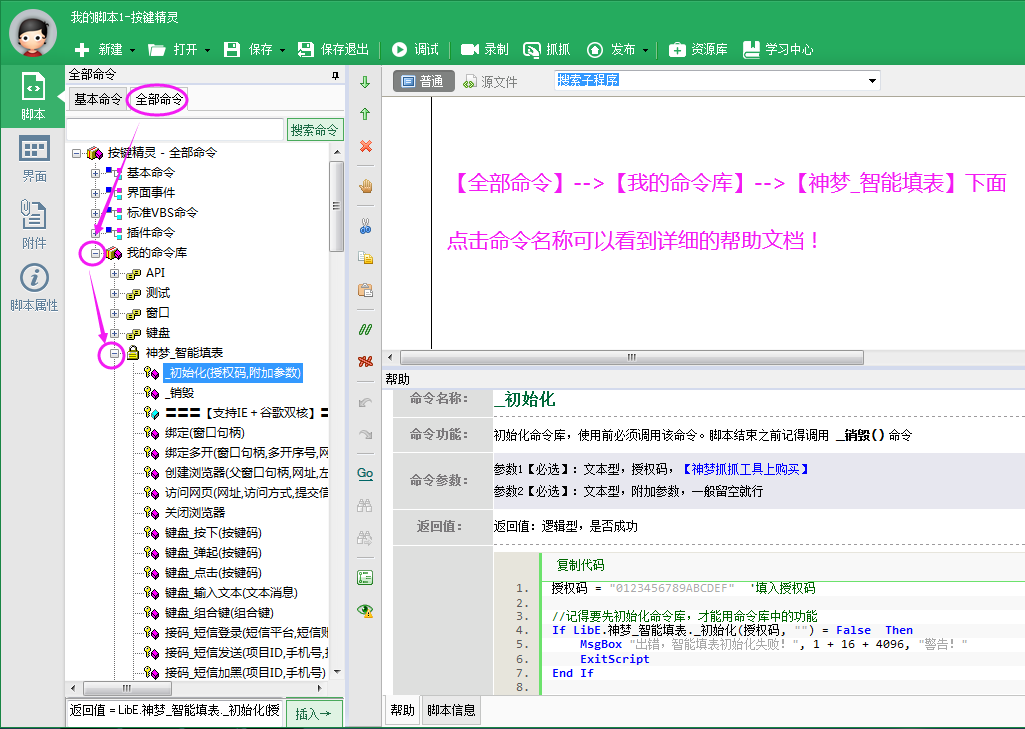 我的脚本1-按键精灵
新建 打开 保存 保存退出 调试 录制 抓抓 发布 资源库 学习中心
脚本
界面
附件
脚本属性
全部命令
基本命令 全部命令
搜索命令
按键精灵 - 全部命令
基本命令
界面事件
标准VBS命令
插件命令
我的命令库
API
测试
窗口
键盘
神梦_智能填表
_初始化(授权码,附加参数)
_销毁
〓〓〓【支持IE＋谷歌双核】〓
绑定(窗口句柄)
绑定多开(窗口句柄,多开序号,网
创建浏览器(父窗口句柄,网址,左
访问网页(网址,访问方式,提交信
关闭浏览器
键盘_按下(按键码)
键盘_弹起(按键码)
键盘_点击(按键码)
键盘_输入文本(文本消息)
键盘_组合键(组合键)
接码_短信登录(短信平台,短信账
接码_短信发送(项目ID,手机号,
接码_短信加黑(项目ID,手机号)
返回值 = LibE.神梦_智能填表._初始化(授
插入→
Go
普通 源文件 搜索子程序
【全部命令】-->【我的命令库】-->【神梦_智能填表】下面
点击命令名称可以看到详细的帮助文档！
帮助
命令名称： _初始化
命令功能： 初始化命令库，使用前必须调用该命令。脚本结束之前记得调用 _销毁() 命令
命令参数： 参数1【必选】：文本型，授权码，【神梦抓抓工具上购买】
参数2【必选】：文本型，附加参数，一般留空就行
返回值： 返回值：逻辑型，是否成功
复制代码
1. 授权码 = "0123456789ABCDEF" '填入授权码
2.
3. //记得要先初始化命令库，才能用命令库中的功能
4. If LibE.神梦_智能填表._初始化(授权码, "") = False Then
5. MsgBox "出错，智能填表初始化失败！", 1 + 16 + 4096, "警告！"
6. ExitScript
7. End If
8.
帮助 脚本信息